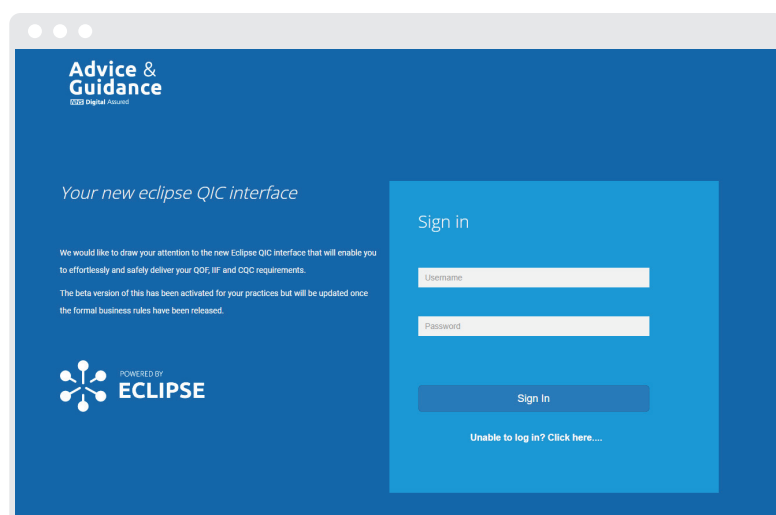 Advice &
Guidance
NHS Digital Assured
Your new eclipse QIC interface
We would like to draw your attention to the new Eclipse QIC interface that will enable you
to effortlessly and safely deliver your QOF, IIF and CQC requirements.
The beta version of this has been activated for your practices but will be updated once
the formal business rules have been released.
POWERED BY
ECLIPSE
Sign in
Username
Password
Sign In
Unable to log in? Click here....